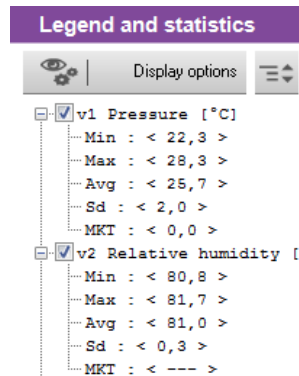 Legend and statistics
Display options
v1 Pressure [°C]
Min : < 22,3 >
Max : < 28,3 >
Avg : < 25,7 >
Sd : < 2,0 >
MKT : < 0,0 >
v2 Relative humidity [
Min : < 80,8 >
Max : < 81,7 >
Avg : < 81,0 >
Sd : < 0,3 >
MKT : < --- >